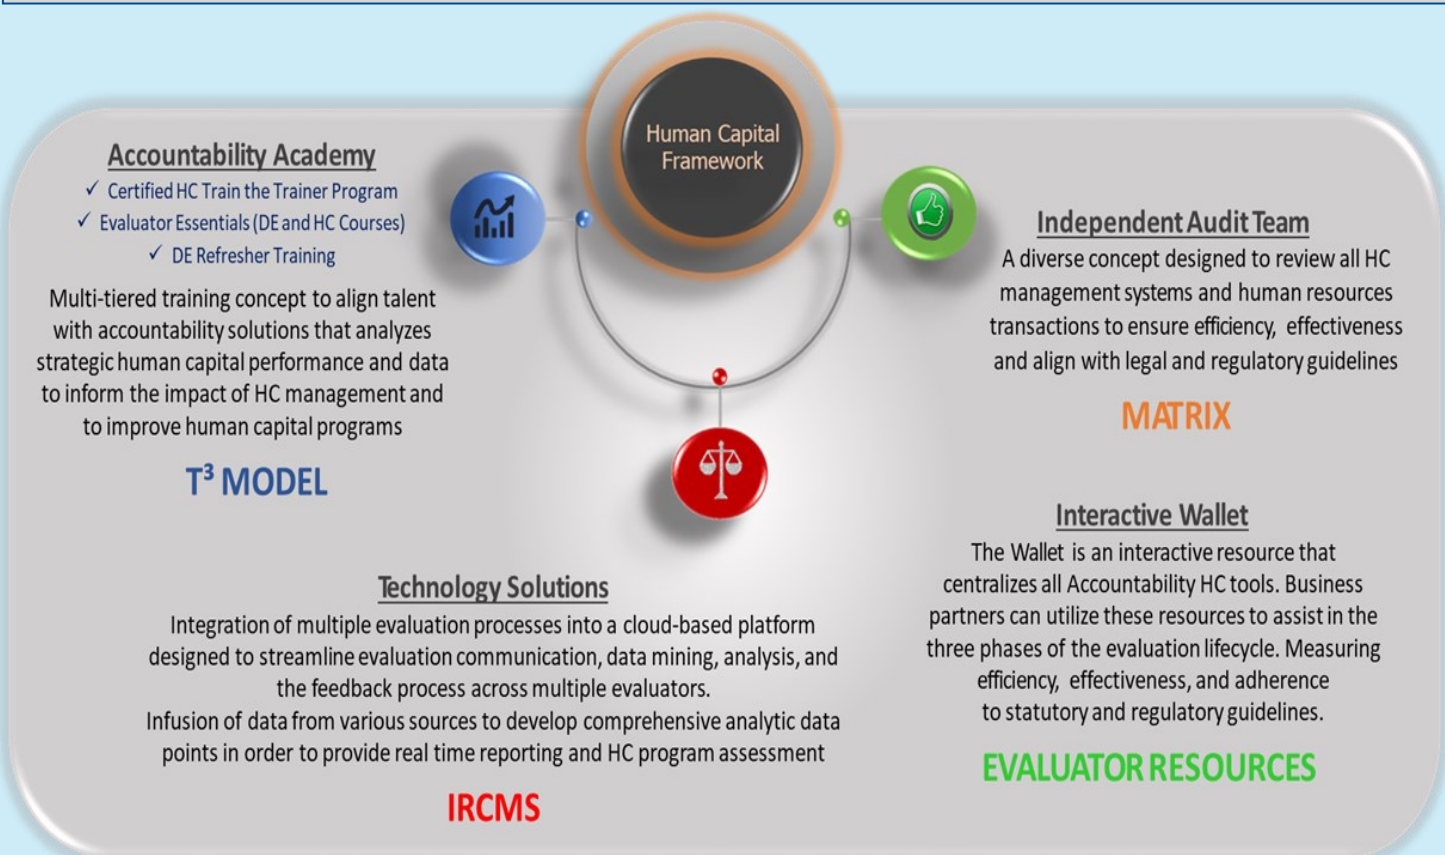 Human Capital
Framework
Accountability Academy
✓ Certified HC Train the Trainer Program
✓ Evaluator Essentials (DE and HC Courses)
✓ DE Refresher Training
Multi-tiered training concept to align talent
with accountability solutions that analyzes
strategic human capital performance and data
to inform the impact of HC management and
to improve human capital programs
T³ MODEL
Independent Audit Team
A diverse concept designed to review all HC
management systems and human resources
transactions to ensure efficiency, effectiveness
and align with legal and regulatory guidelines
MATRIX
Technology Solutions
Integration of multiple evaluation processes into a cloud-based platform
designed to streamline evaluation communication, data mining, analysis, and
the feedback process across multiple evaluators.
Infusion of data from various sources to develop comprehensive analytic data
points in order to provide real time reporting and HC program assessment
IRCMS
Interactive Wallet
The Wallet is an interactive resource that
centralizes all Accountability HC tools. Business
partners can utilize these resources to assist in the
three phases of the evaluation lifecycle. Measuring
efficiency, effectiveness, and adherence
to statutory and regulatory guidelines.
EVALUATOR RESOURCES